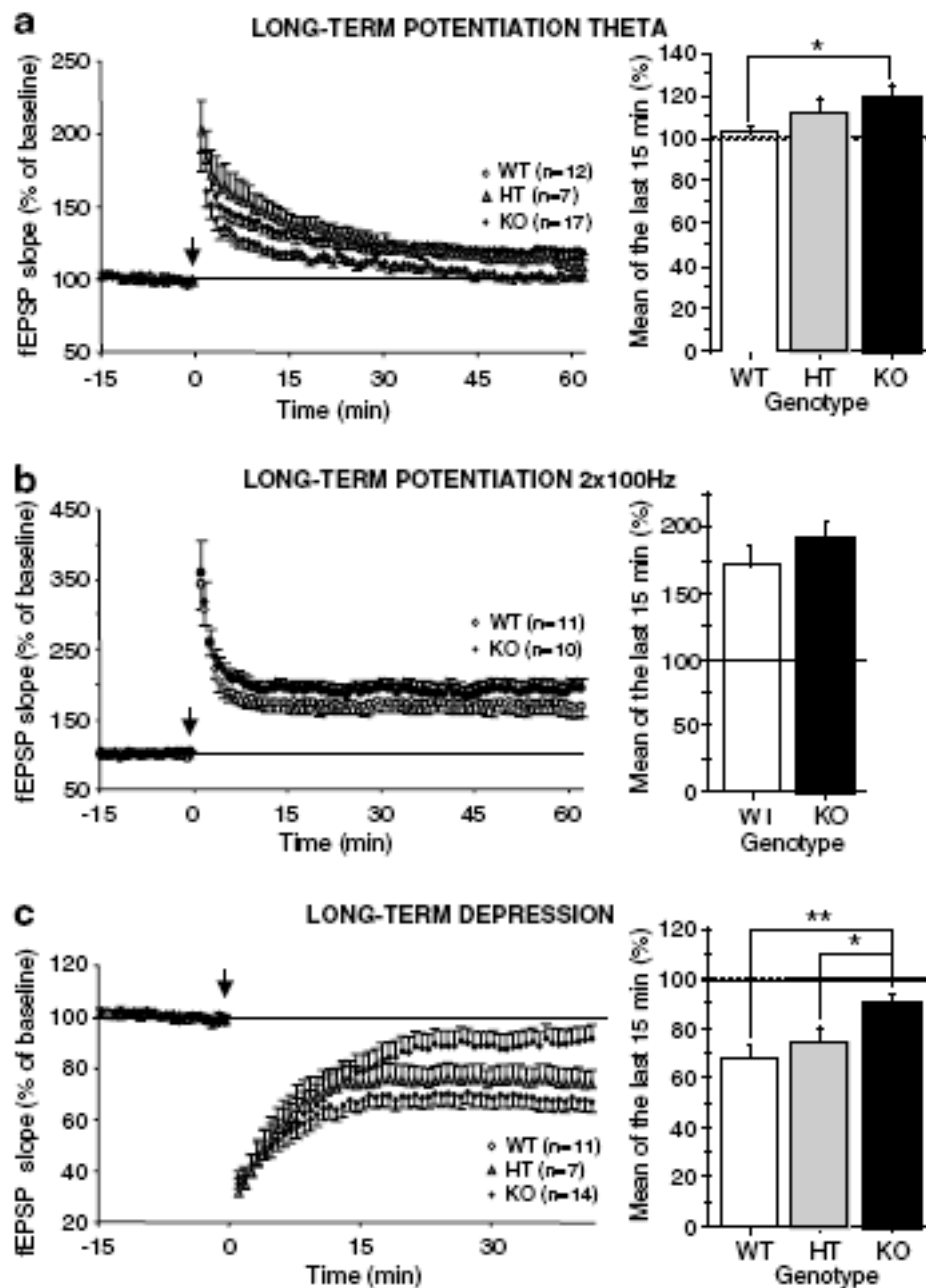 a
LONG-TERM POTENTIATION THETA
fEPSP slope (% of baseline)
250
200
150
100
50
-15 0 15 30 45 60
Time (min)
WT (n=12)
HT (n=7)
KO (n=17)
Mean of the last 15 min (%)
140
120
100
80
60
40
20
0
*
WT HT KO
Genotype
b
LONG-TERM POTENTIATION 2x100Hz
fEPSP slope (% of baseline)
450
350
250
150
50
-15 0 15 30 45 60
Time (min)
WT (n=11)
KO (n=10)
Mean of the last 15 min (%)
200
150
100
50
0
WT KO
Genotype
c
LONG-TERM DEPRESSION
fEPSP slope (% of baseline)
120
100
80
60
40
20
-15 0 15 30
Time (min)
WT (n=11)
HT (n=7)
KO (n=14)
Mean of the last 15 min (%)
120
100
80
60
40
20
0
**
*
WT HT KO
Genotype